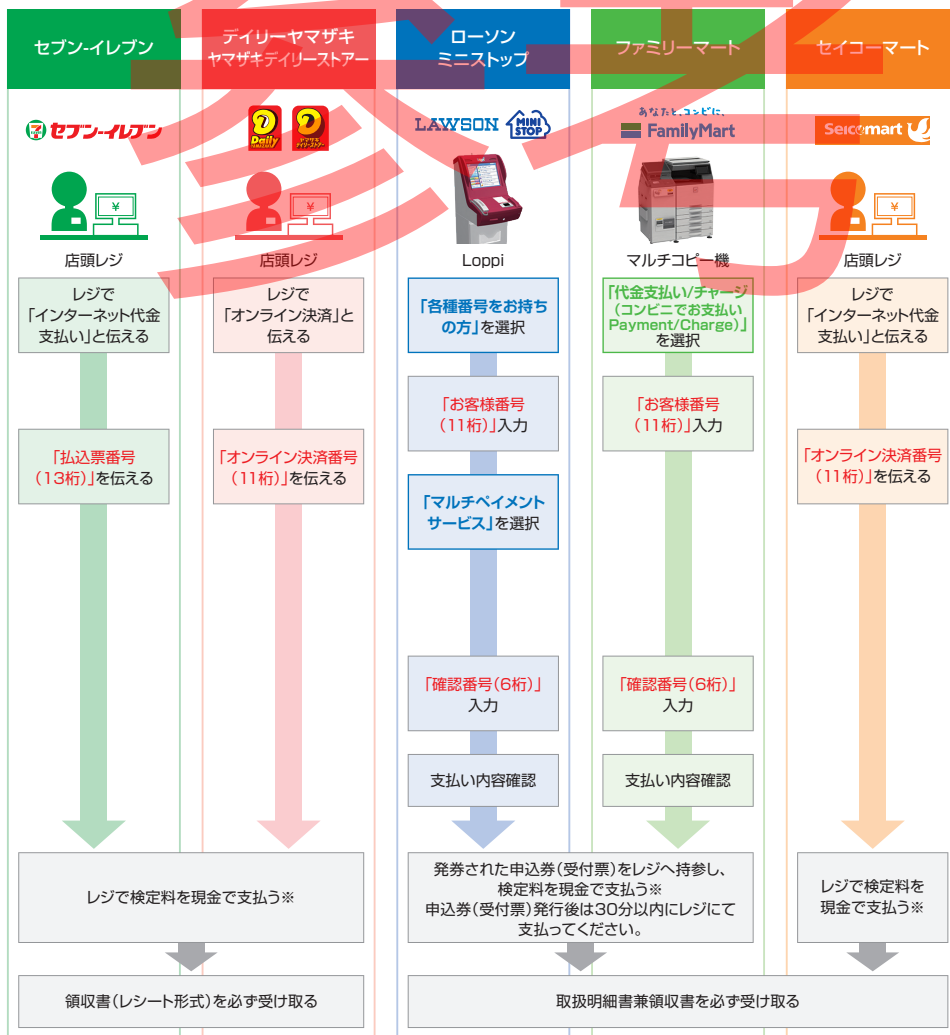 セブン-イレブン
デイリーヤマザキ
ヤマザキデイリーストアー
ローソン
ミニストップ
ファミリーマート
セイコーマート
セブン-イレブン
Daily
ヤマザキ
デイリーストアー
LAWSON
MINI
STOP
あなたと、コンビに、
FamilyMart
Seicomart
¥
¥
¥
店頭レジ
店頭レジ
Loppi
マルチコピー機
店頭レジ
レジで
「インターネット代金
支払い」と伝える
レジで
「オンライン決済」と
伝える
「各種番号をお持ち
の方」を選択
「代金支払い/チャージ
(コンビニでお支払い
Payment/Charge)」
を選択
レジで
「インターネット代金
支払い」と伝える
「お客様番号
(11桁)」入力
「お客様番号
(11桁)」入力
「払込票番号
(13桁)」を伝える
「オンライン決済番号
(11桁)」を伝える
「マルチペイメント
サービス」を選択
「オンライン決済番号
(11桁)」を伝える
「確認番号(6桁)」
入力
「確認番号(6桁)」
入力
支払い内容確認
支払い内容確認
レジで検定料を現金で支払う※
発券された申込券(受付票)をレジへ持参し、
検定料を現金で支払う※
申込券(受付票)発行後は30分以内にレジにて
支払ってください。
レジで検定料を
現金で支払う※
領収書(レシート形式)を必ず受け取る
取扱明細書兼領収書を必ず受け取る